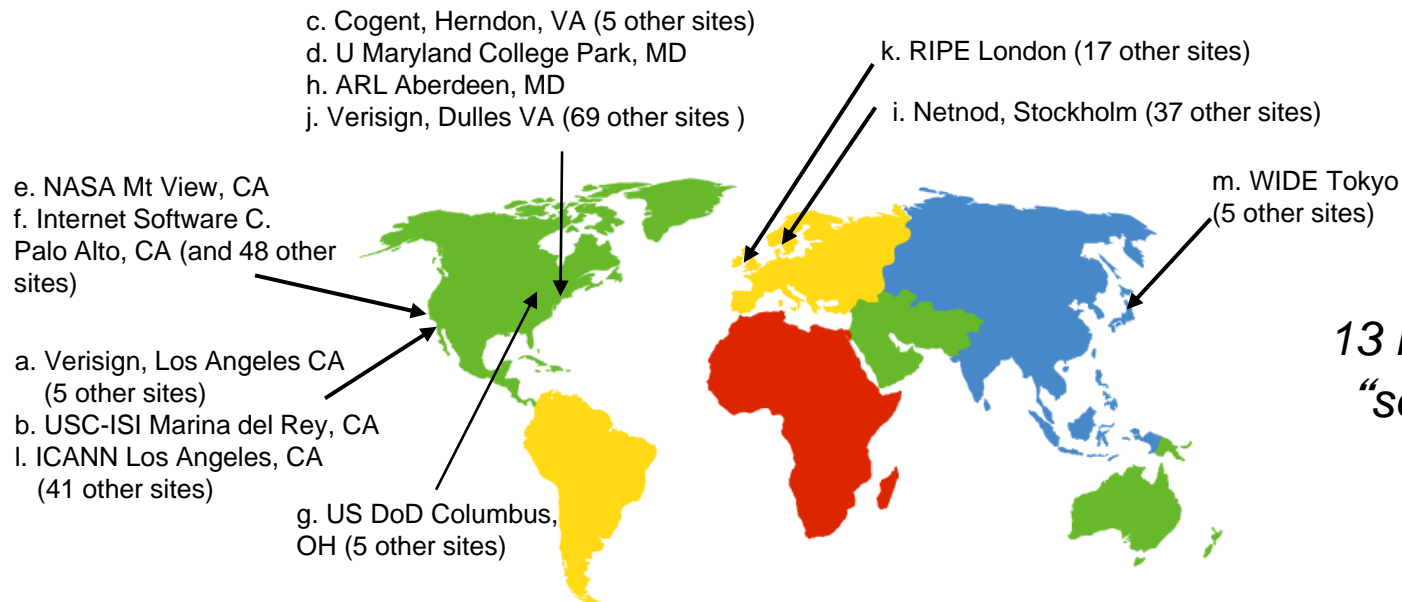 c. Cogent, Herndon, VA (5 other sites)
d. U Maryland College Park, MD
h. ARL Aberdeen, MD
j. Verisign, Dulles VA (69 other sites )
k. RIPE London (17 other sites)
i. Netnod, Stockholm (37 other sites)
m. WIDE Tokyo
(5 other sites)
e. NASA Mt View, CA
f. Internet Software C.
Palo Alto, CA (and 48 other
sites)
a. Verisign, Los Angeles CA
(5 other sites)
b. USC-ISI Marina del Rey, CA
l. ICANN Los Angeles, CA
(41 other sites)
g. US DoD Columbus,
OH (5 other sites)
13